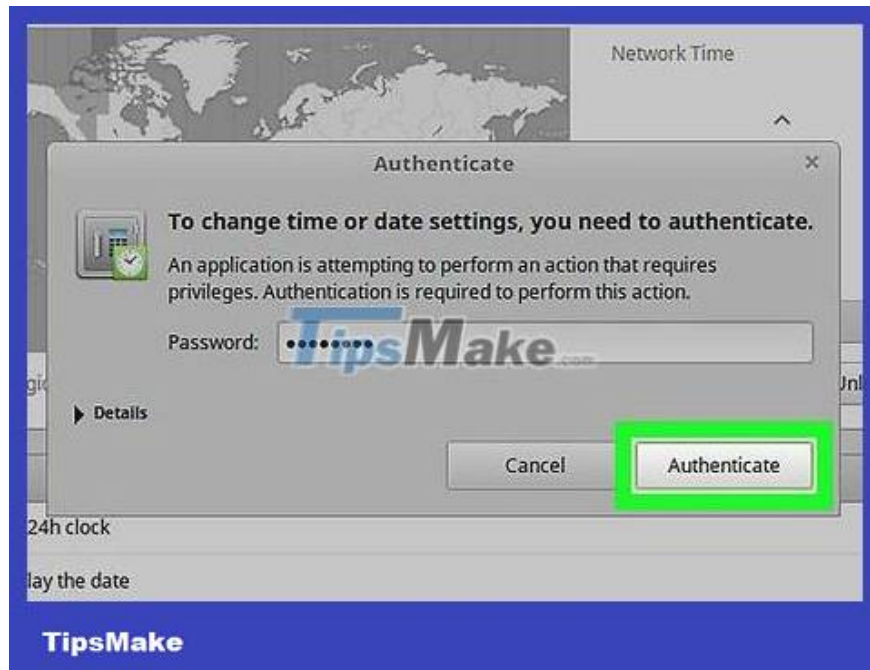 Network Time
Authenticate
To change time or date settings, you need to authenticate.
An application is attempting to perform an action that requires
privileges. Authentication is required to perform this action.
Password: ••••••••
TipsMake.com
Details
Cancel
Authenticate
24h clock
lay the date
TipsMake